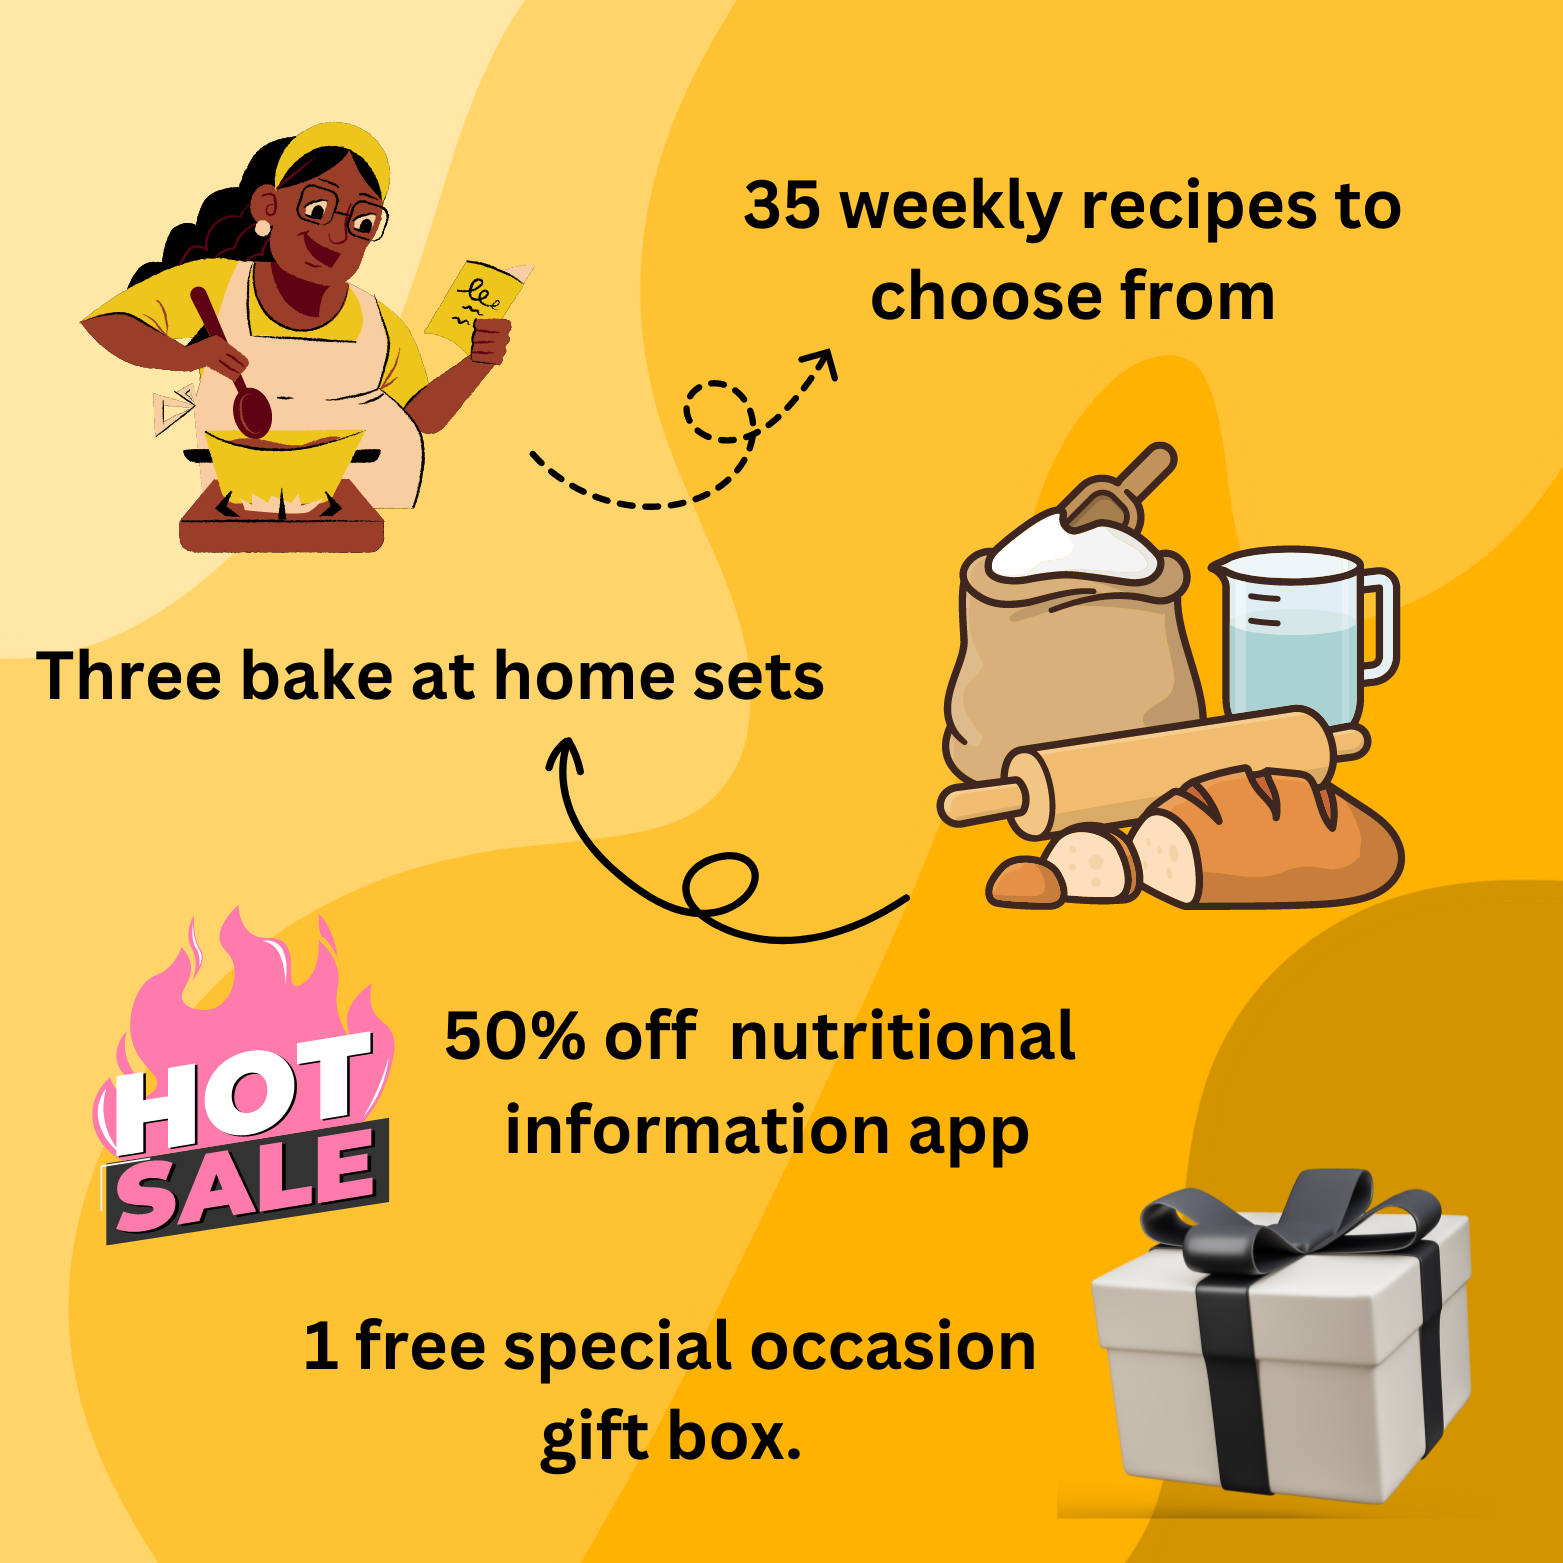 35 weekly recipes to
choose from
Three bake at home sets
HOT
SALE
50% off  nutritional
information app
1 free special occasion
gift box.